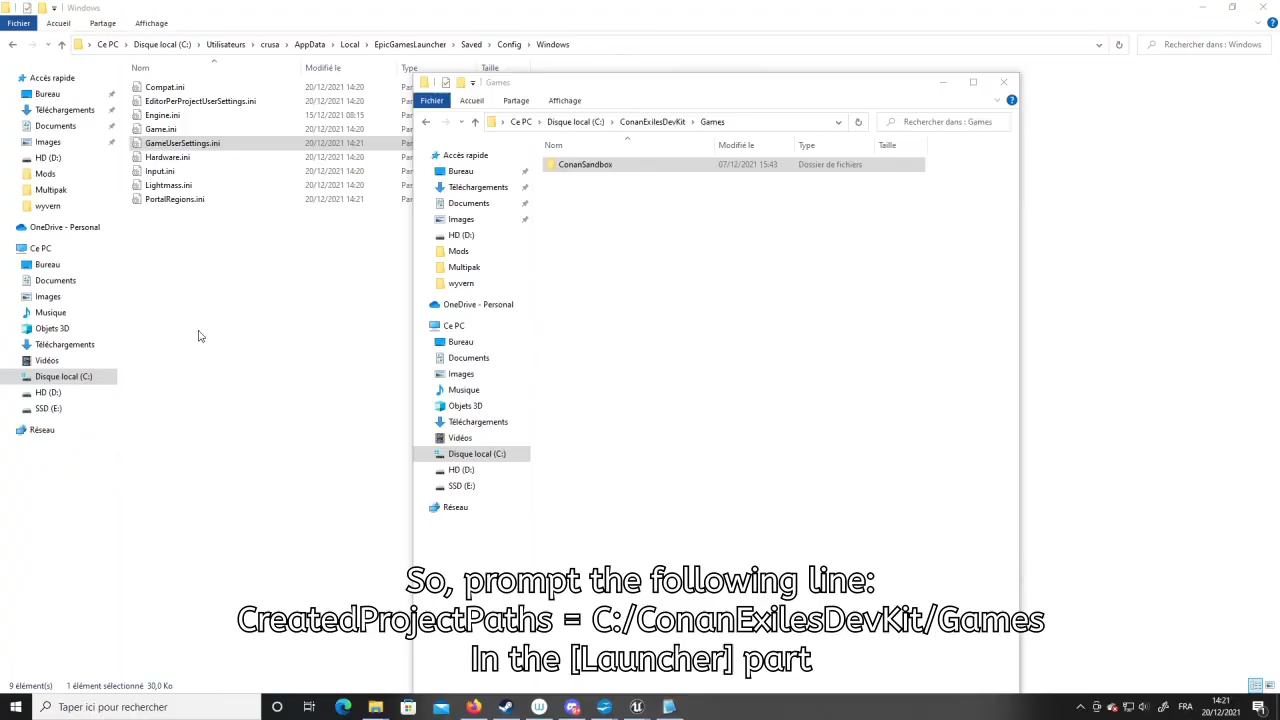 Windows
Fichier Accueil Partage Affichage
Ce PC > Disque local (C:) > Utilisateurs > crusa > AppData > Local > EpicGamesLauncher > Saved > Config > Windows
Rechercher dans : Windows
Nom Modifié le Type Taille
Accès rapide
Bureau
Téléchargements
Documents
Images
HD (D:)
Mods
Multipak
wyvern
OneDrive - Personal
Ce PC
Bureau
Documents
Images
Musique
Objets 3D
Téléchargements
Vidéos
Disque local (C:)
HD (D:)
SSD (E:)
Réseau
Compat.ini 20/12/2021 14:20 Par
EditorPerProjectUserSettings.ini 20/12/2021 14:20 Par
Engine.ini 15/12/2021 08:15 Par
Game.ini 20/12/2021 14:20 Par
GameUserSettings.ini 20/12/2021 14:21 Par
Hardware.ini 20/12/2021 14:20 Par
Input.ini 20/12/2021 14:20 Par
Lightmass.ini 20/12/2021 14:20 Par
PortalRegions.ini 20/12/2021 14:21 Par
Games
Fichier Accueil Partage Affichage
Ce PC > Disque local (C:) > ConanExilesDevKit > Games
Rechercher dans : Games
Nom Modifié le Type Taille
ConanSandbox 07/12/2021 15:43 Dossier de fichiers
Accès rapide
Bureau
Téléchargements
Documents
Images
HD (D:)
Mods
Multipak
wyvern
OneDrive - Personal
Ce PC
Bureau
Documents
Images
Musique
Objets 3D
Téléchargements
Vidéos
Disque local (C:)
HD (D:)
SSD (E:)
Réseau
So, prompt the following line:
CreatedProjectPaths = C:/ConanExilesDevKit/Games
In the [Launcher] part
9 élément(s) 1 élément sélectionné 30,0 Ko
Taper ici pour rechercher
FRA
14:21
20/12/2021